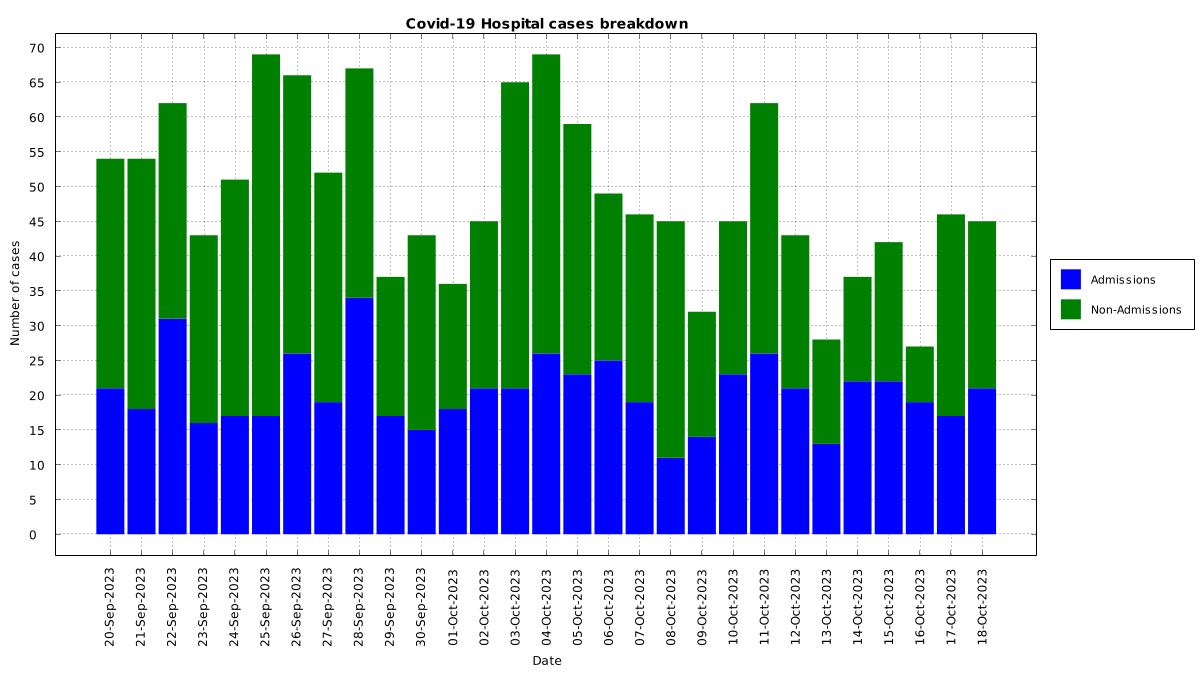 Covid-19 Hospital cases breakdown
70
65
60
55
50
45
40
35
30
25
20
15
10
5
0
Number of cases
20-Sep-2023
21-Sep-2023
22-Sep-2023
23-Sep-2023
24-Sep-2023
25-Sep-2023
26-Sep-2023
27-Sep-2023
28-Sep-2023
29-Sep-2023
30-Sep-2023
01-Oct-2023
02-Oct-2023
03-Oct-2023
04-Oct-2023
05-Oct-2023
06-Oct-2023
07-Oct-2023
08-Oct-2023
09-Oct-2023
10-Oct-2023
11-Oct-2023
12-Oct-2023
13-Oct-2023
14-Oct-2023
15-Oct-2023
16-Oct-2023
17-Oct-2023
18-Oct-2023
Date
Admissions
Non-Admissions